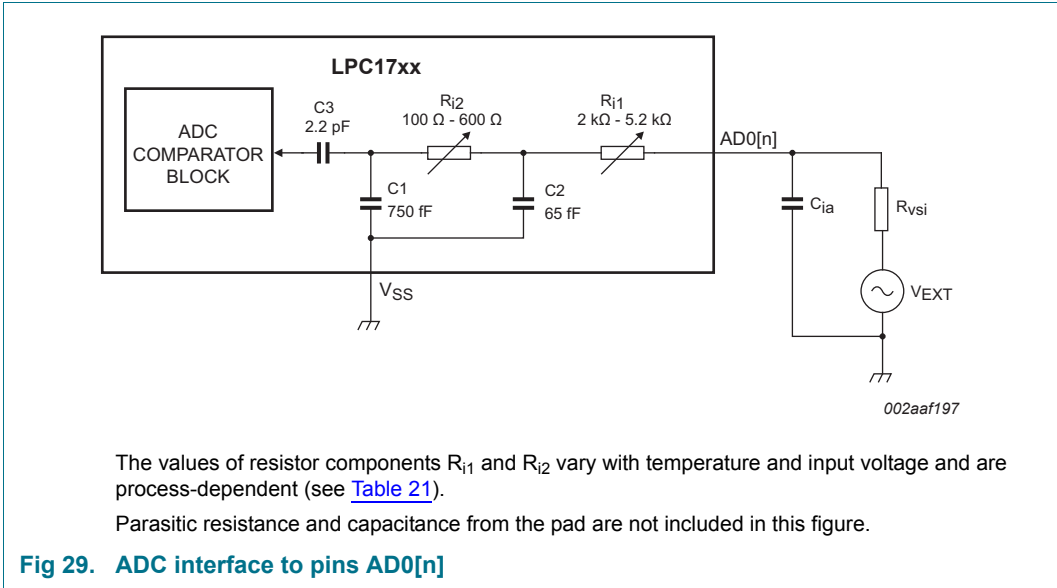 LPC17xx
ADC
COMPARATOR
BLOCK
C3
2.2 pF
Ri2
100 Ω - 600 Ω
Ri1
2 kΩ - 5.2 kΩ
AD0[n]
C1
750 fF
C2
65 fF
Cia
Rvsi
VSS
VEXT
002aaf197
The values of resistor components Ri1 and Ri2 vary with temperature and input voltage and are
process-dependent (see Table 21).
Parasitic resistance and capacitance from the pad are not included in this figure.
Fig 29. ADC interface to pins AD0[n]